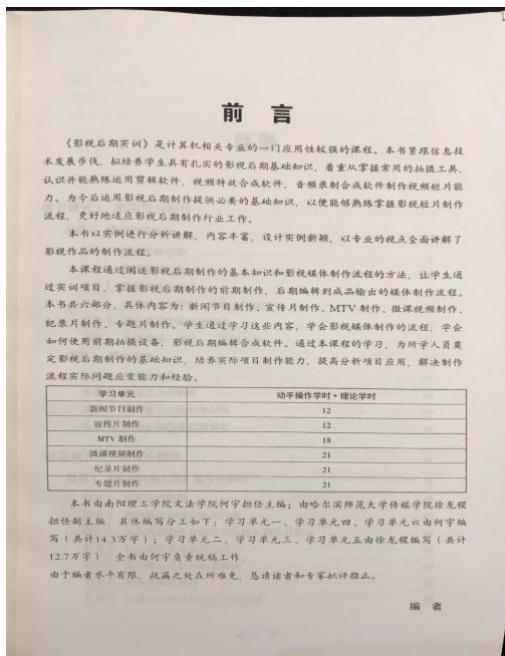 前 言
《影视后期实训》是计算机相关专业的一门应用性较强的课程。本书紧跟信息技
术发展步伐，拟培养学生具有扎实的影视后期基础知识，着重从掌握常用的拍摄工具，
认识并能熟练运用剪辑软件，视频特效合成软件，音频录制合成软件制作视频短片能
力。为今后运用影视后期制作提供必要的基础知识，以便能够熟练掌握影视短片制作
流程，更好地适应影视后期制作行业工作。
本书以实例进行分析讲解，内容丰富，设计实例新颖，以专业的视点全面讲解了
影视作品的制作流程。
本课程通过阐述影视后期制作的基本知识和影视媒体制作流程的方法，让学生通
过实训项目，掌握影视后期制作的前期制作，后期编辑到成品输出的媒体制作流程。
本书共六部分，具体内容为：新闻节目制作、宣传片制作、MTV 制作、微课视频制作、
纪录片制作、专题片制作。学生通过学习这些内容，学会影视媒体制作的流程，学会
如何使用前期拍摄设备，影视后期编辑合成软件。通过本课程的学习，为所学人员奠
定影视后期制作的基础知识，培养实际项目制作能力，提高分析项目应用，解决制作
流程实际问题应变能力和经验。
学习单元 动手操作学时+理论学时
新闻节目制作 12
宣传片制作 12
MTV 制作 18
微课视频制作 21
纪录片制作 21
专题片制作 21
本书由南阳理工学院文法学院何宇担任主编；由哈尔滨师范大学传媒学院徐龙稷
担任副主编，具体编写分工如下：学习单元一、学习单元四、学习单元六由何宇编
写（共计14.3万字）；学习单元二、学习单元三、学习单元五由徐龙稷编写（共计
12.7万字） 全书由何宇负责统稿工作
由于编者水平有限，疏漏之处在所难免，恳请读者和专家批评指正。
编 者